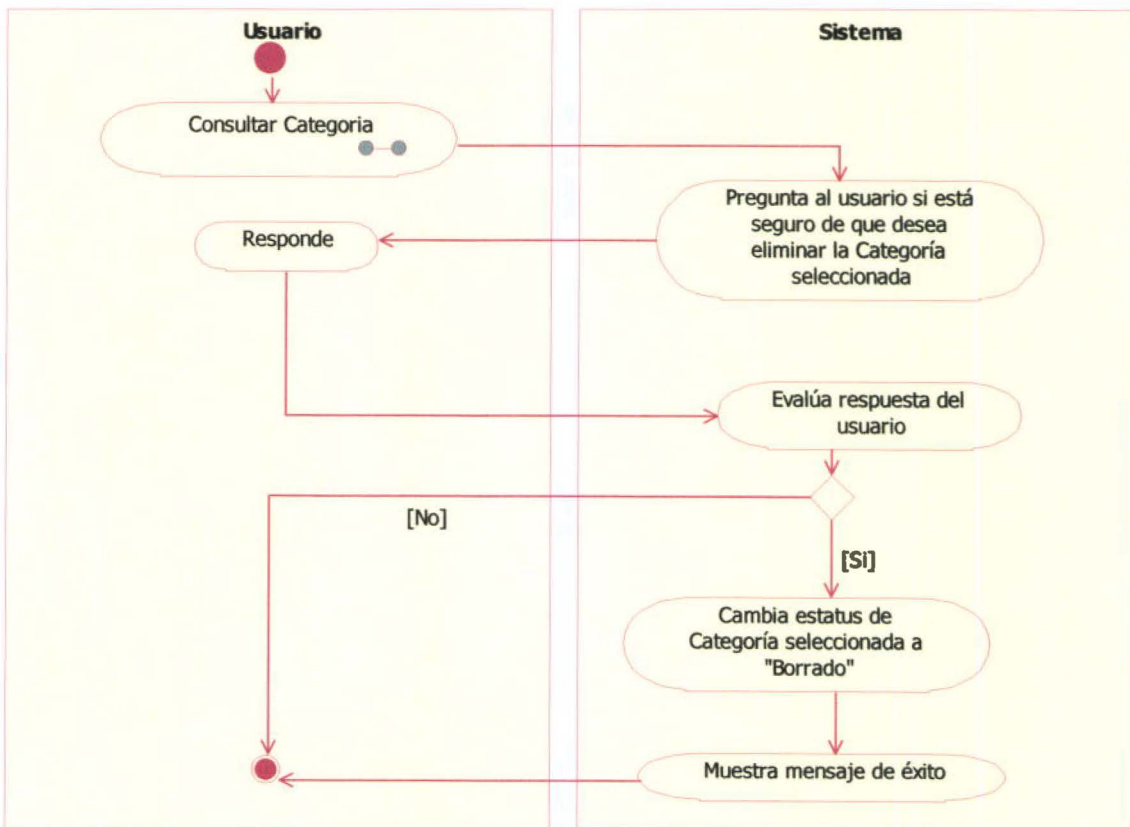 Usuario
Sistema
Consultar Categoria
Pregunta al usuario si está
seguro de que desea
eliminar la Categoría
seleccionada
Responde
Evalúa respuesta del
usuario
[No]
[Si]
Cambia estatus de
Categoría seleccionada a
"Borrado"
Muestra mensaje de éxito